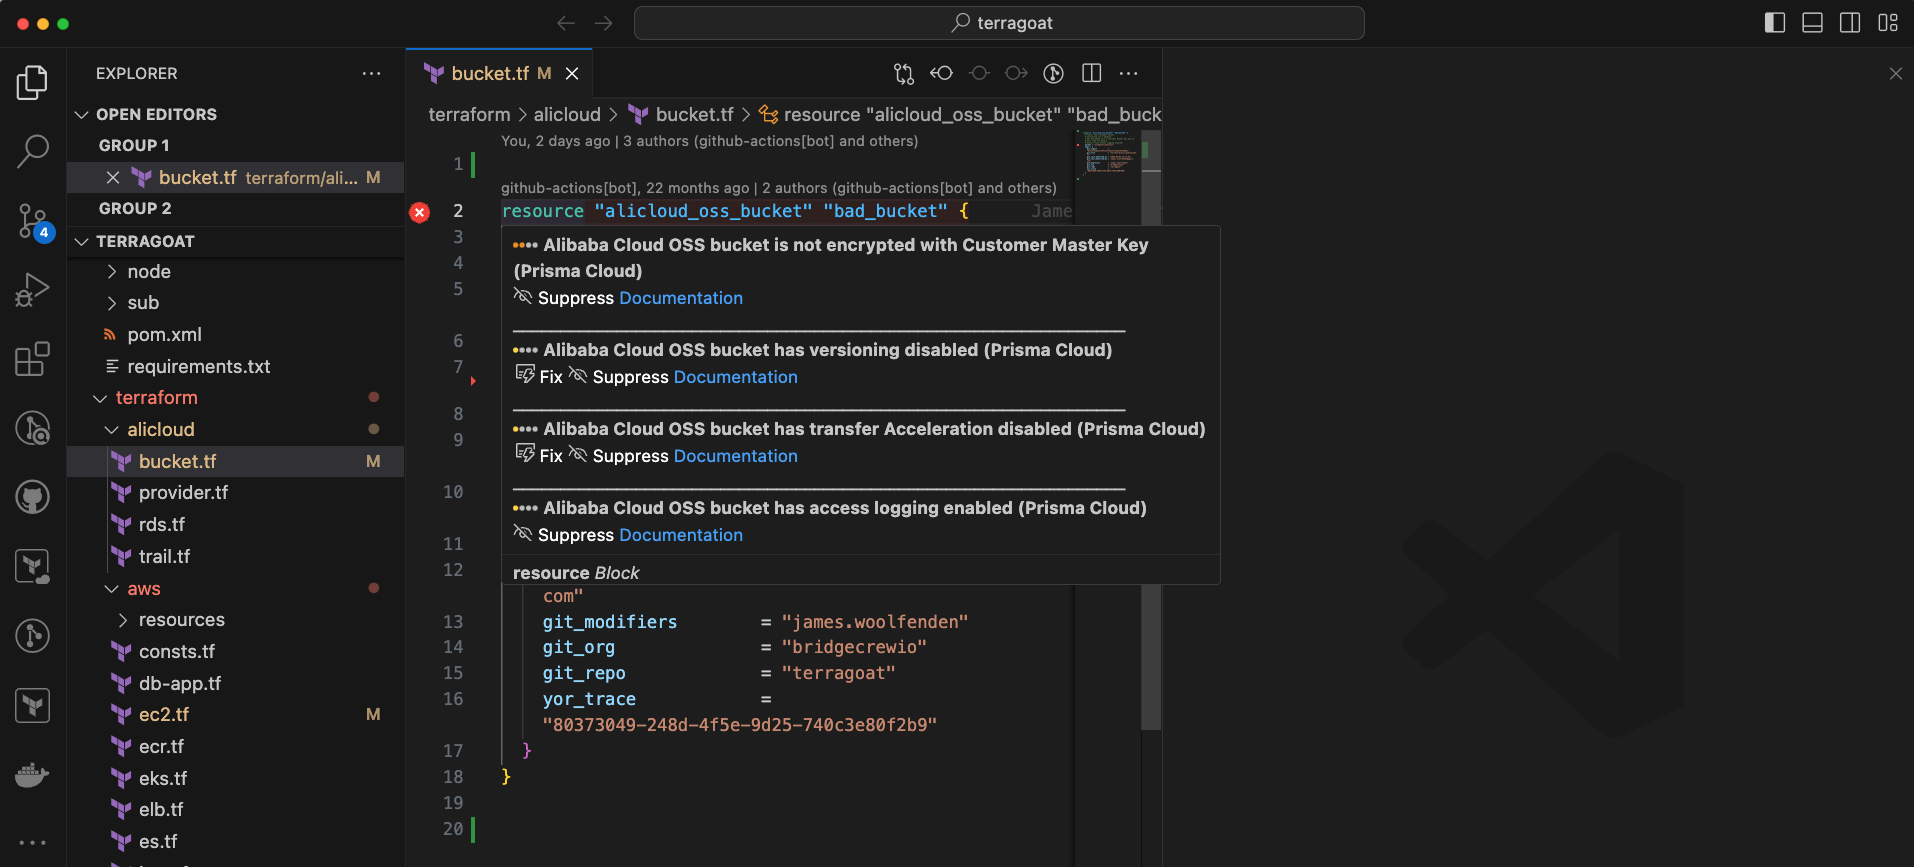 terragoat
EXPLORER
OPEN EDITORS
GROUP 1
bucket.tf terraform/ali... M
GROUP 2
4
TERRAGOAT
node
sub
pom.xml
requirements.txt
terraform
alicloud
bucket.tf M
provider.tf
rds.tf
trail.tf
aws
resources
consts.tf
db-app.tf
ec2.tf M
ecr.tf
eks.tf
elb.tf
es.tf
bucket.tf M
terraform > alicloud > bucket.tf > resource "alicloud_oss_bucket" "bad_buck
You, 2 days ago | 3 authors (github-actions[bot] and others)
1
github-actions[bot], 22 months ago | 2 authors (github-actions[bot] and others)
2 resource "alicloud_oss_bucket" "bad_bucket" { Jame
3
4
5
6
7
8
9
10
11
12
Alibaba Cloud OSS bucket is not encrypted with Customer Master Key
(Prisma Cloud)
Suppress Documentation
Alibaba Cloud OSS bucket has versioning disabled (Prisma Cloud)
Fix Suppress Documentation
Alibaba Cloud OSS bucket has transfer Acceleration disabled (Prisma Cloud)
Fix Suppress Documentation
Alibaba Cloud OSS bucket has access logging enabled (Prisma Cloud)
Suppress Documentation
resource Block
com"
13 git_modifiers = "james.woolfenden"
14 git_org = "bridgecrewio"
15 git_repo = "terragoat"
16 yor_trace =
"80373049-248d-4f5e-9d25-740c3e80f2b9"
17 }
18 }
19
20